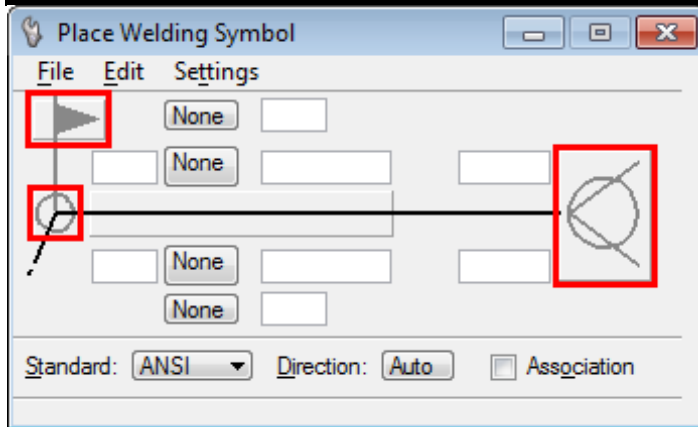 Place Welding Symbol
File Edit Settings
None
None
None
None
Standard: ANSI Direction: Auto Association